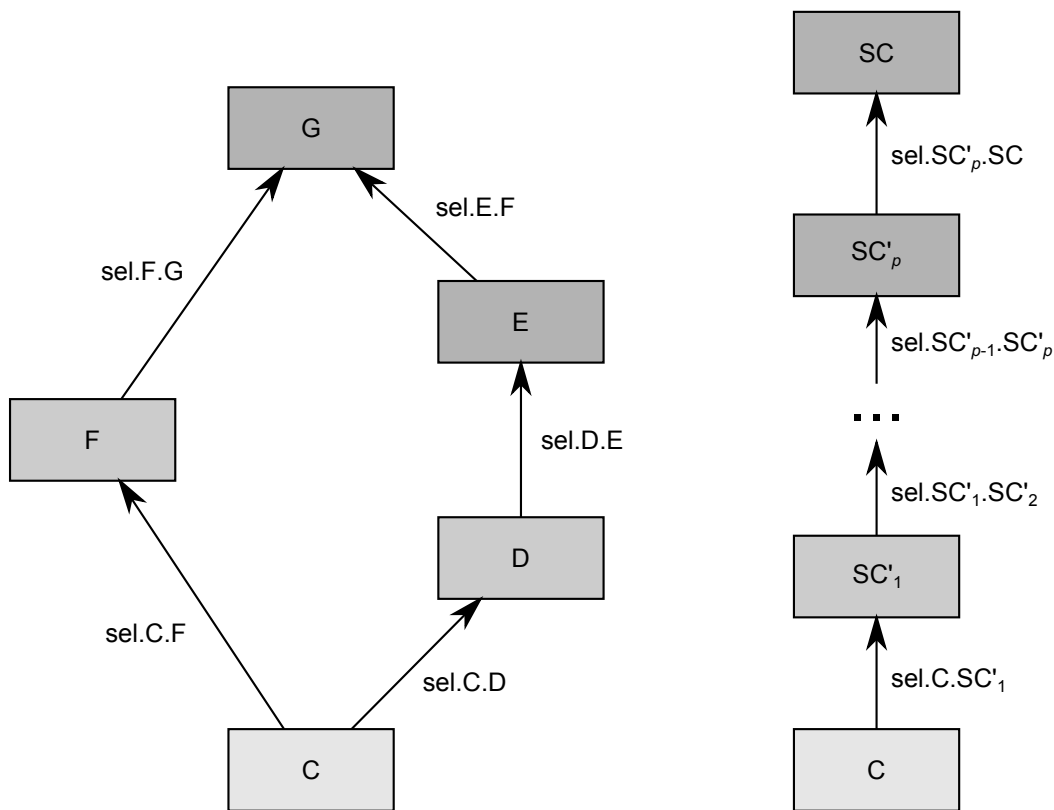 G
sel.E.F
sel.F.G
E
F
sel.D.E
D
sel.C.F
sel.C.D
C
SC
sel.SC'ₚ.SC
SC'ₚ
sel.SC'ₚ₋₁.SC'ₚ
...
sel.SC'₁.SC'₂
SC'₁
sel.C.SC'₁
C